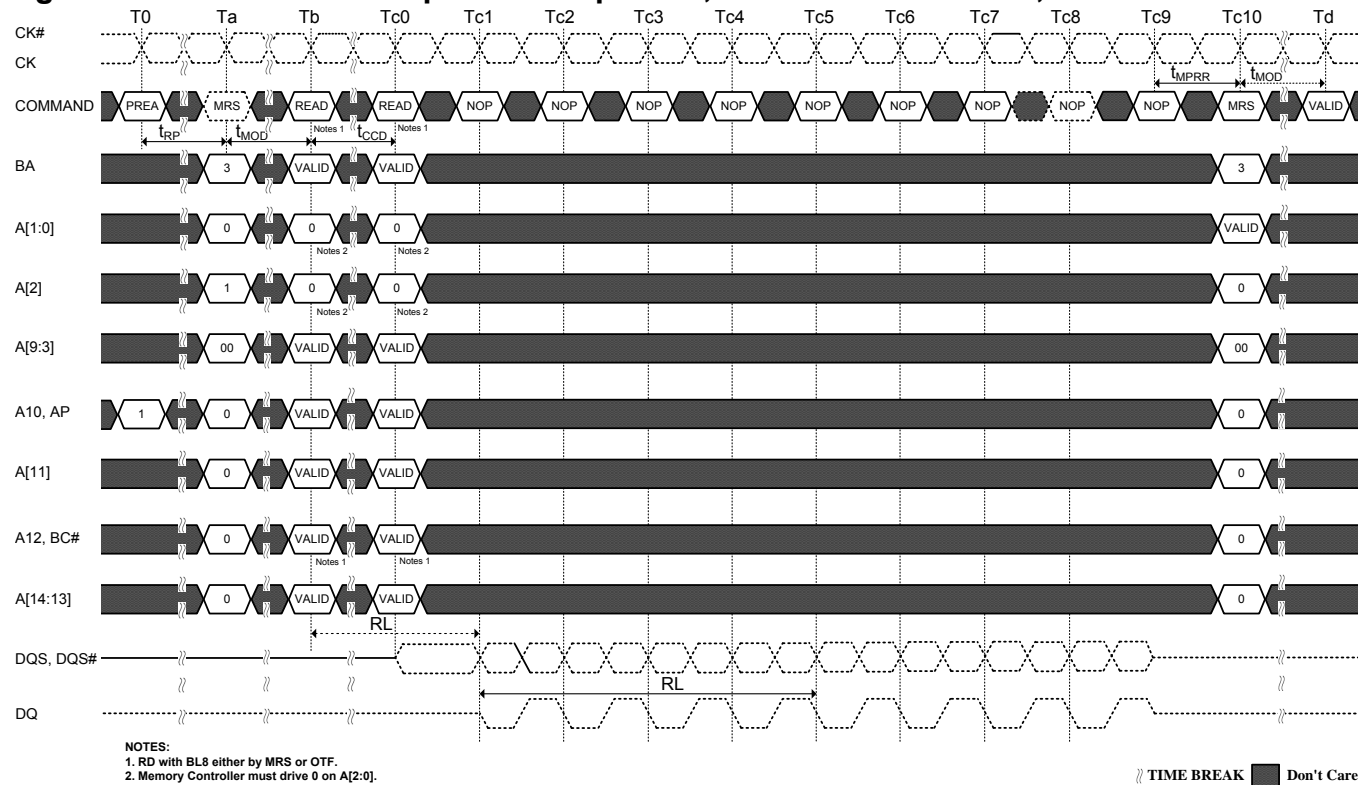 T0 Ta Tb Tc0 Tc1 Tc2 Tc3 Tc4 Tc5 Tc6 Tc7 Tc8 Tc9 Tc10 Td
CK#
CK
tMPRR tMOD
COMMAND PREA MRS READ READ NOP NOP NOP NOP NOP NOP NOP NOP NOP MRS VALID
Notes 1 Notes 1
tRP tMOD tCCD
BA 3 VALID VALID 3
A[1:0] 0 0 0 VALID
Notes 2 Notes 2
A[2] 1 0 0 0
Notes 2 Notes 2
A[9:3] 00 VALID VALID 00
A10, AP 1 0 VALID VALID 0
A[11] 0 VALID VALID 0
A12, BC# 0 VALID VALID 0
Notes 1 Notes 1
A[14:13] 0 VALID VALID 0
RL
DQS, DQS#
RL
DQ
NOTES:
1. RD with BL8 either by MRS or OTF.
2. Memory Controller must drive 0 on A[2:0].
TIME BREAK Don't Care